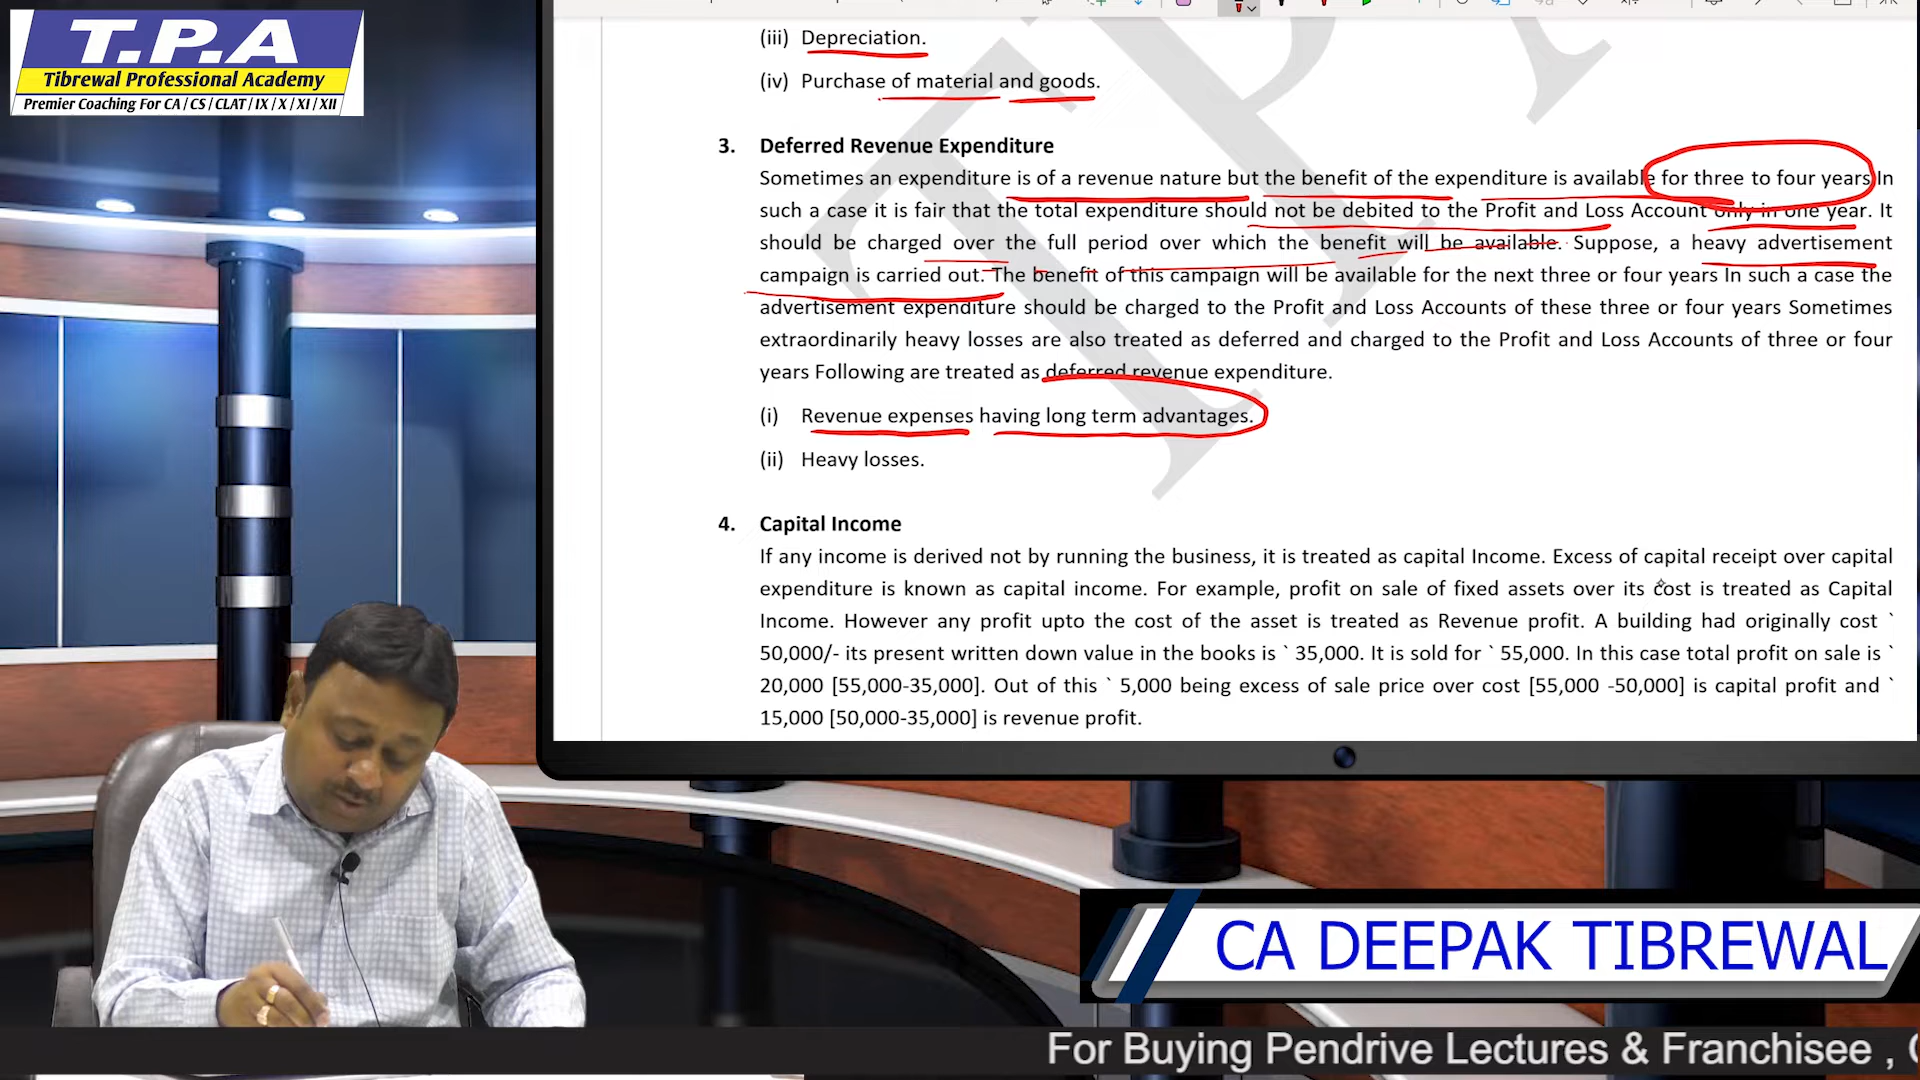 T.P.A
Tibrewal Professional Academy
Premier Coaching For CA / CS / CLAT / IX / X / XI / XII
(iii) Depreciation.
(iv) Purchase of material and goods.
3. Deferred Revenue Expenditure
Sometimes an expenditure is of a revenue nature but the benefit of the expenditure is available for three to four years In
such a case it is fair that the total expenditure should not be debited to the Profit and Loss Account only in one year. It
should be charged over the full period over which the benefit will be available. Suppose, a heavy advertisement
campaign is carried out. The benefit of this campaign will be available for the next three or four years In such a case the
advertisement expenditure should be charged to the Profit and Loss Accounts of these three or four years Sometimes
extraordinarily heavy losses are also treated as deferred and charged to the Profit and Loss Accounts of three or four
years Following are treated as deferred revenue expenditure.
(i) Revenue expenses having long term advantages.
(ii) Heavy losses.
4. Capital Income
If any income is derived not by running the business, it is treated as capital Income. Excess of capital receipt over capital
expenditure is known as capital income. For example, profit on sale of fixed assets over its cost is treated as Capital
Income. However any profit upto the cost of the asset is treated as Revenue profit. A building had originally cost `
50,000/- its present written down value in the books is ` 35,000. It is sold for ` 55,000. In this case total profit on sale is `
20,000 [55,000-35,000]. Out of this ` 5,000 being excess of sale price over cost [55,000 -50,000] is capital profit and `
15,000 [50,000-35,000] is revenue profit.
CA DEEPAK TIBREWAL
For Buying Pendrive Lectures & Franchisee ,